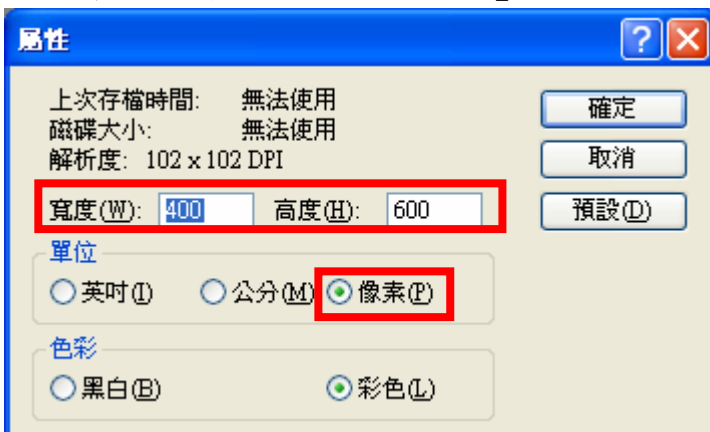 屬性
上次存檔時間: 無法使用
磁碟大小: 無法使用
解析度: 102 x 102 DPI
確定
取消
寬度(W): 400 高度(H): 600
預設(D)
單位
英吋(I) 公分(M) 像素(P)
色彩
黑白(B) 彩色(L)